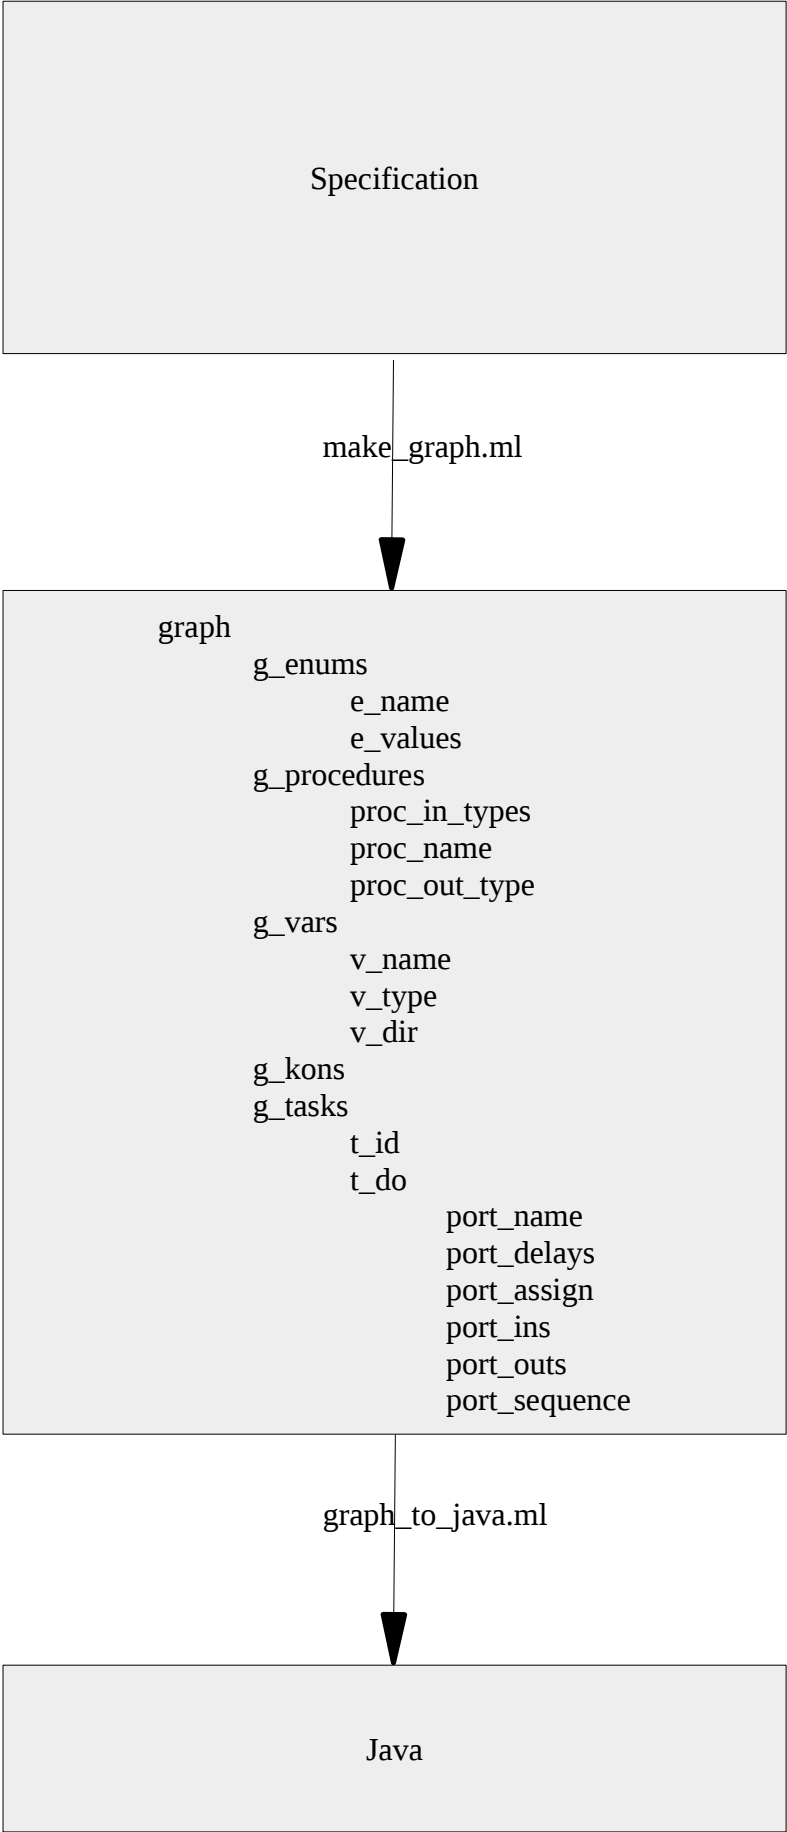 Specification
make_graph.ml
graph
g_enums
e_name
e_values
g_procedures
proc_in_types
proc_name
proc_out_type
g_vars
v_name
v_type
v_dir
g_kons
g_tasks
t_id
t_do
port_name
port_delays
port_assign
port_ins
port_outs
port_sequence
graph_to_java.ml
Java